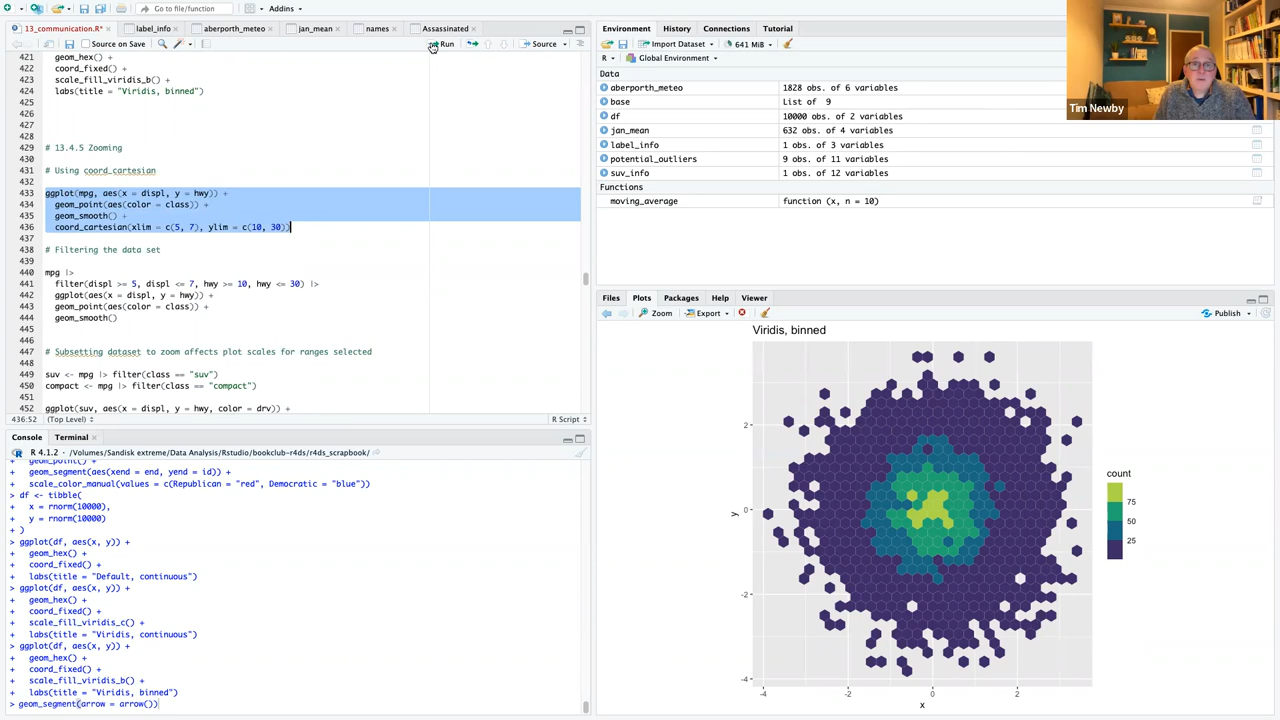 Go to file/function
Addins
13_communication.R*
label_info
aberporth_meteo
jan_mean
names
Assassinated
Source on Save
Run
Source
421 geom_hex() +
422 coord_fixed() +
423 scale_fill_viridis_b() +
424 labs(title = "Viridis, binned")
425
426
427
428
429 # 13.4.5 Zooming
430
431 # Using coord_cartesian
432
433 ggplot(mpg, aes(x = displ, y = hwy)) +
434 geom_point(aes(color = class)) +
435 geom_smooth() +
436 coord_cartesian(xlim = c(5, 7), ylim = c(10, 30))
437
438 # Filtering the data set
439
440 mpg |>
441 filter(displ >= 5, displ <= 7, hwy >= 10, hwy <= 30) |>
442 ggplot(aes(x = displ, y = hwy)) +
443 geom_point(aes(color = class)) +
444 geom_smooth()
445
446
447 # Subsetting dataset to zoom affects plot scales for ranges selected
448
449 suv <- mpg |> filter(class == "suv")
450 compact <- mpg |> filter(class == "compact")
451
452 ggplot(suv, aes(x = displ, y = hwy, color = drv)) +
436:52 (Top Level) R Script
Console Terminal
R 4.1.2 · /Volumes/Sandisk extreme/Data Analysis/Rstudio/bookclub-r4ds/r4ds_scrapbook/
+ geom_point() +
+ geom_segment(aes(xend = end, yend = id)) +
+ scale_color_manual(values = c(Republican = "red", Democratic = "blue"))
> df <- tibble(
+ x = rnorm(10000),
+ y = rnorm(10000)
+ )
> ggplot(df, aes(x, y)) +
+ geom_hex() +
+ coord_fixed() +
+ labs(title = "Default, continuous")
> ggplot(df, aes(x, y)) +
+ geom_hex() +
+ coord_fixed() +
+ scale_fill_viridis_c() +
+ labs(title = "Viridis, continuous")
> ggplot(df, aes(x, y)) +
+ geom_hex() +
+ coord_fixed() +
+ scale_fill_viridis_b() +
+ labs(title = "Viridis, binned")
> geom_segment(arrow = arrow())
Environment History Connections Tutorial
Import Dataset 641 MiB
R Global Environment
Data
aberporth_meteo 1828 obs. of 6 variables
base List of 9
df 10000 obs. of 2 variables
jan_mean 632 obs. of 4 variables
label_info 1 obs. of 3 variables
potential_outliers 9 obs. of 11 variables
suv_info 1 obs. of 12 variables
Functions
moving_average function (x, n = 10)
Files Plots Packages Help Viewer
Zoom Export Publish
Viridis, binned
2
0
-2
-4
y
-4 -2 0 2
x
count
75
50
25
Tim Newby